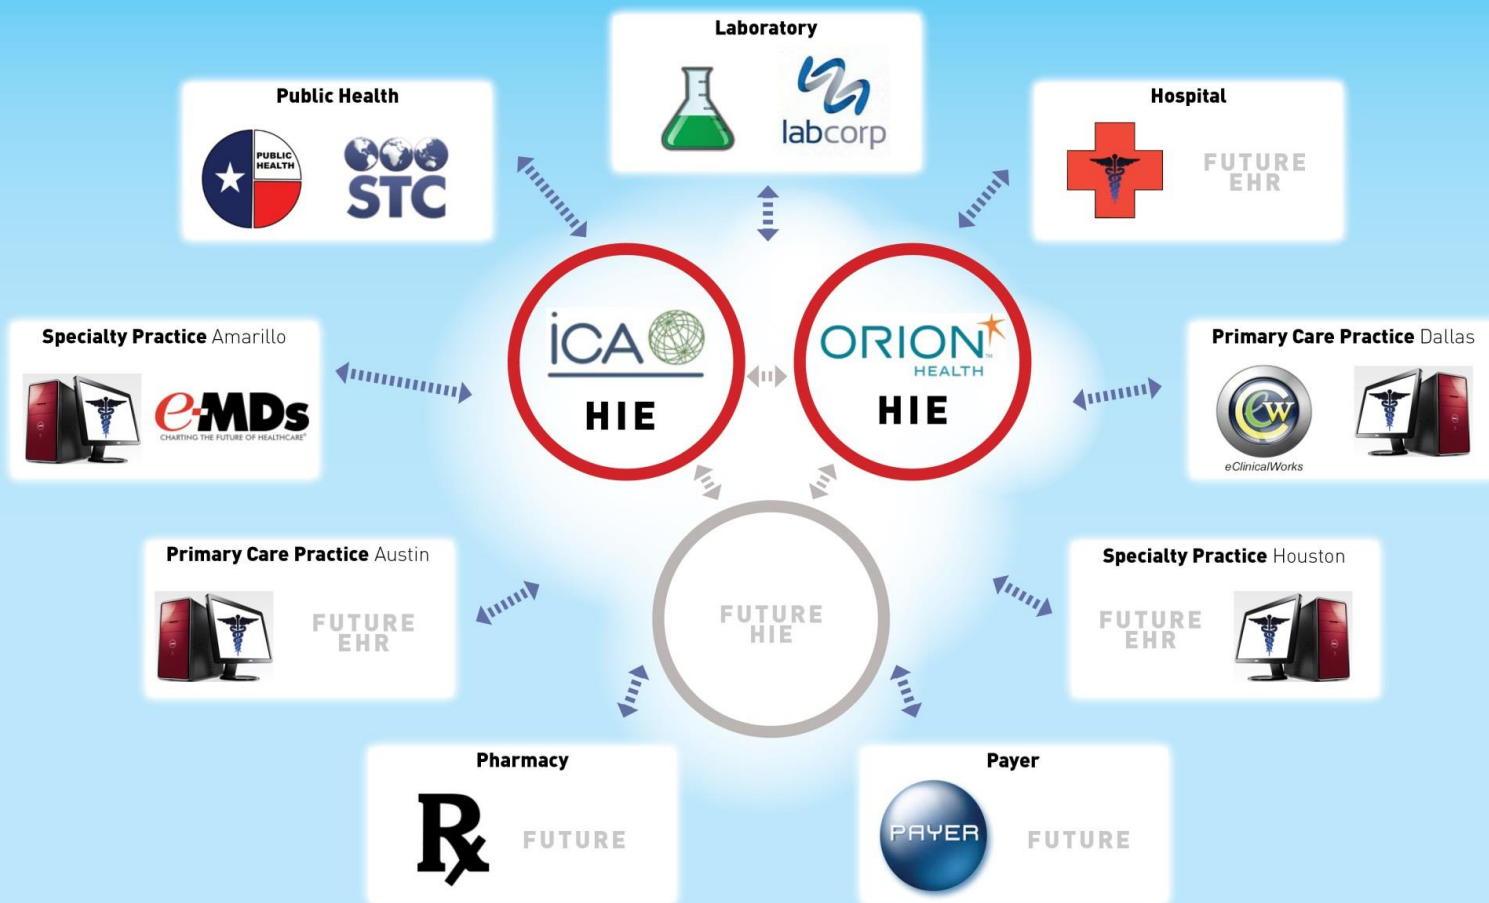 Laboratory
labcorp
Public Health
PUBLIC
HEALTH
STC
Hospital
FUTURE
EHR
Specialty Practice Amarillo
e-MDs
CHARTING THE FUTURE OF HEALTHCARE®
iCA
HIE
ORION™
HEALTH
HIE
Primary Care Practice Dallas
eCw
eClinicalWorks
Primary Care Practice Austin
FUTURE
EHR
FUTURE
HIE
Specialty Practice Houston
FUTURE
EHR
Pharmacy
Rx
FUTURE
Payer
PAYER
FUTURE